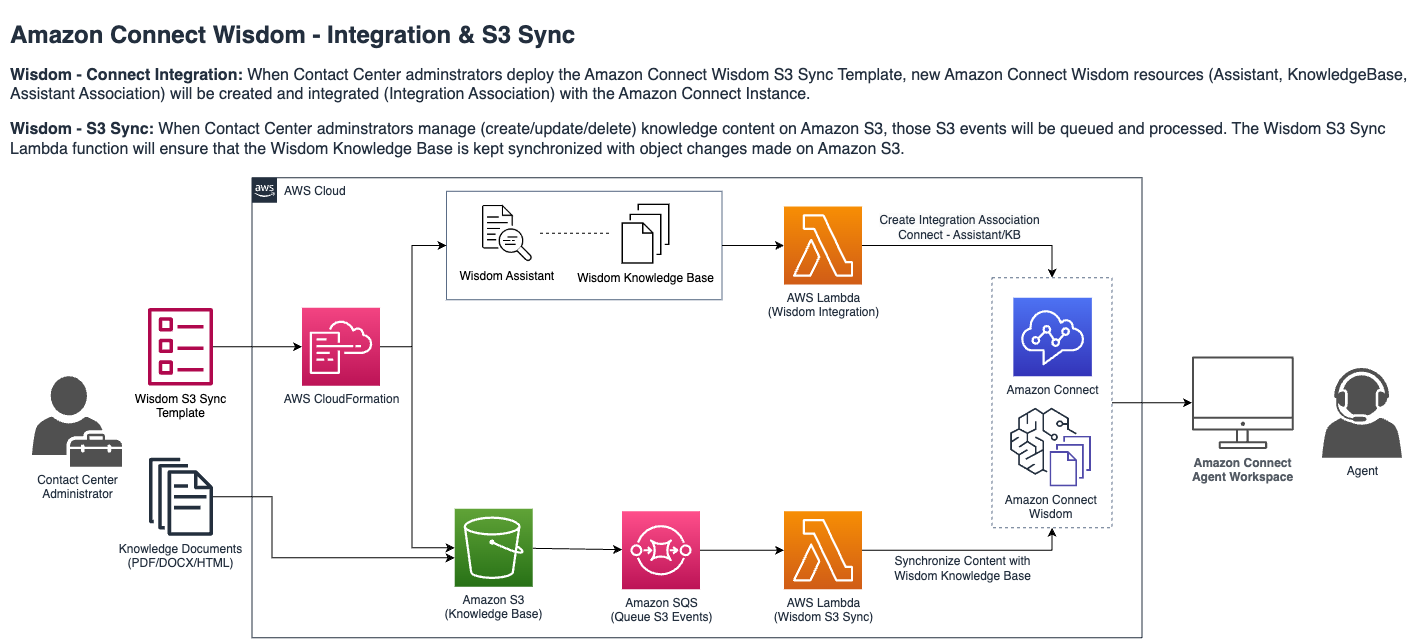 Amazon Connect Wisdom - Integration & S3 Sync
Wisdom - Connect Integration: When Contact Center adminstrators deploy the Amazon Connect Wisdom S3 Sync Template, new Amazon Connect Wisdom resources (Assistant, KnowledgeBase,
Assistant Association) will be created and integrated (Integration Association) with the Amazon Connect Instance.
Wisdom - S3 Sync: When Contact Center adminstrators manage (create/update/delete) knowledge content on Amazon S3, those S3 events will be queued and processed. The Wisdom S3 Sync
Lambda function will ensure that the Wisdom Knowledge Base is kept synchronized with object changes made on Amazon S3.
aws
AWS Cloud
Wisdom Assistant
Wisdom Knowledge Base
AWS Lambda
(Wisdom Integration)
Create Integration Association
Connect - Assistant/KB
Wisdom S3 Sync
Template
AWS CloudFormation
Amazon Connect
Amazon Connect
Wisdom
Contact Center
Administrator
Amazon Connect
Agent Workspace
Agent
Knowledge Documents
(PDF/DOCX/HTML)
Amazon S3
(Knowledge Base)
Amazon SQS
(Queue S3 Events)
AWS Lambda
(Wisdom S3 Sync)
Synchronize Content with
Wisdom Knowledge Base